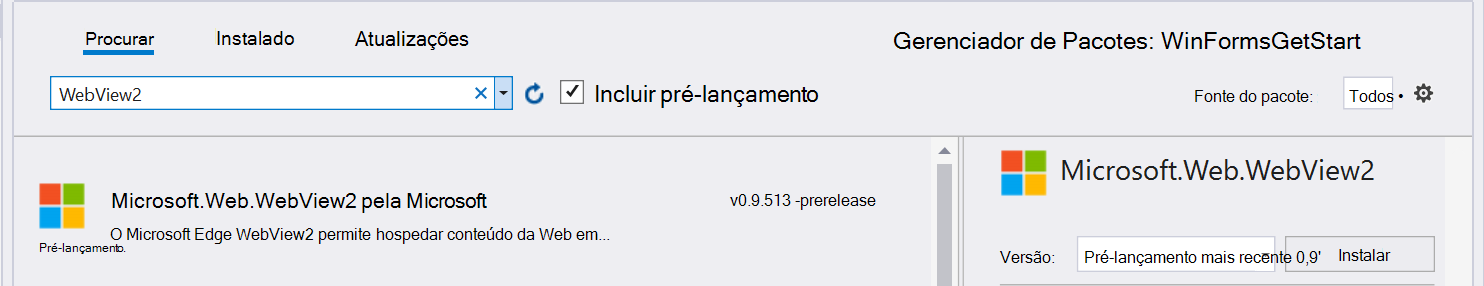 Procurar Instalado Atualizações
Gerenciador de Pacotes: WinFormsGetStart
WebView2
Incluir pré-lançamento
Fonte do pacote: Todos •
Microsoft.Web.WebView2 pela Microsoft v0.9.513 -prerelease
O Microsoft Edge WebView2 permite hospedar conteúdo da Web em...
Pré-lançamento.
Microsoft.Web.WebView2
Versão: Pré-lançamento mais recente 0,9' Instalar